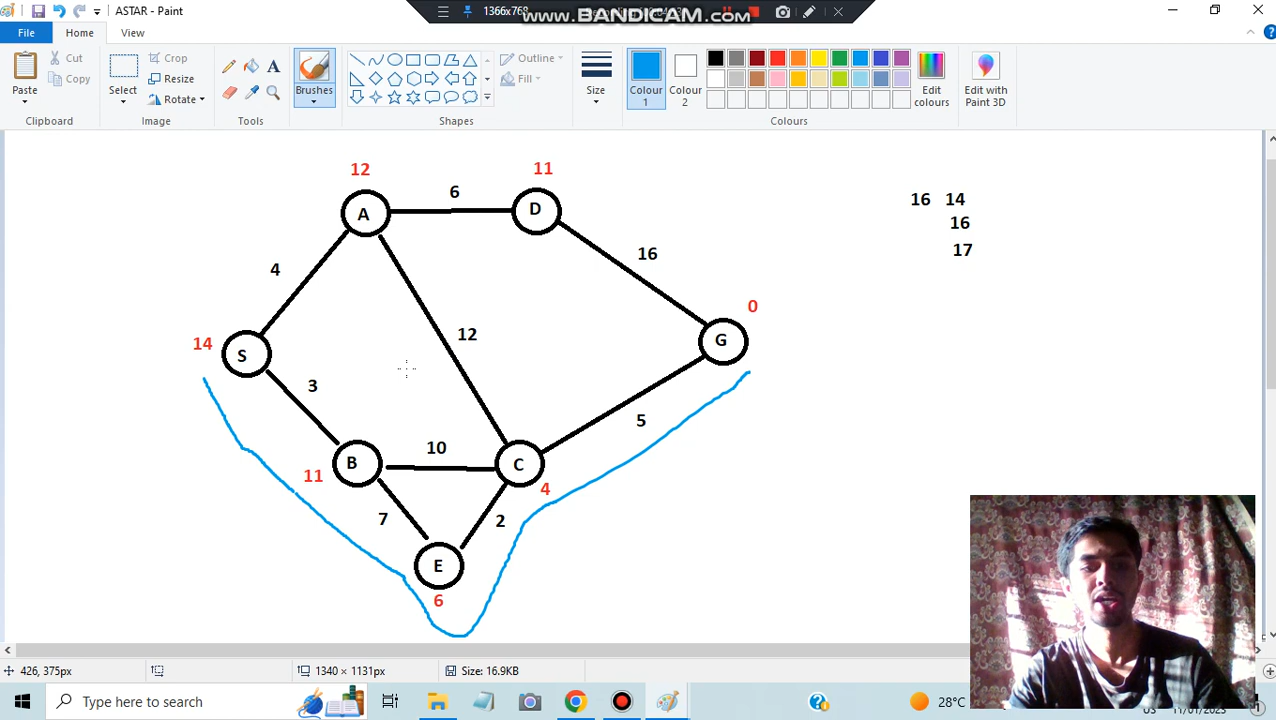 ASTAR - Paint
1366x768
www.BANDICAM.com
File
Home
View
Paste
Cut
Copy
Clipboard
Select
Crop
Resize
Rotate
Image
Tools
Brushes
Shapes
Outline
Fill
Size
Colour 1
Colour 2
Edit colours
Edit with Paint 3D
Colours
12
11
A
6
D
16 14
16
17
4
16
0
14
S
12
G
3
5
11
B
10
C
4
7
2
E
6
426, 375px
1340 × 1131px
Size: 16.9KB
Type here to search
28°C
11/01/2023